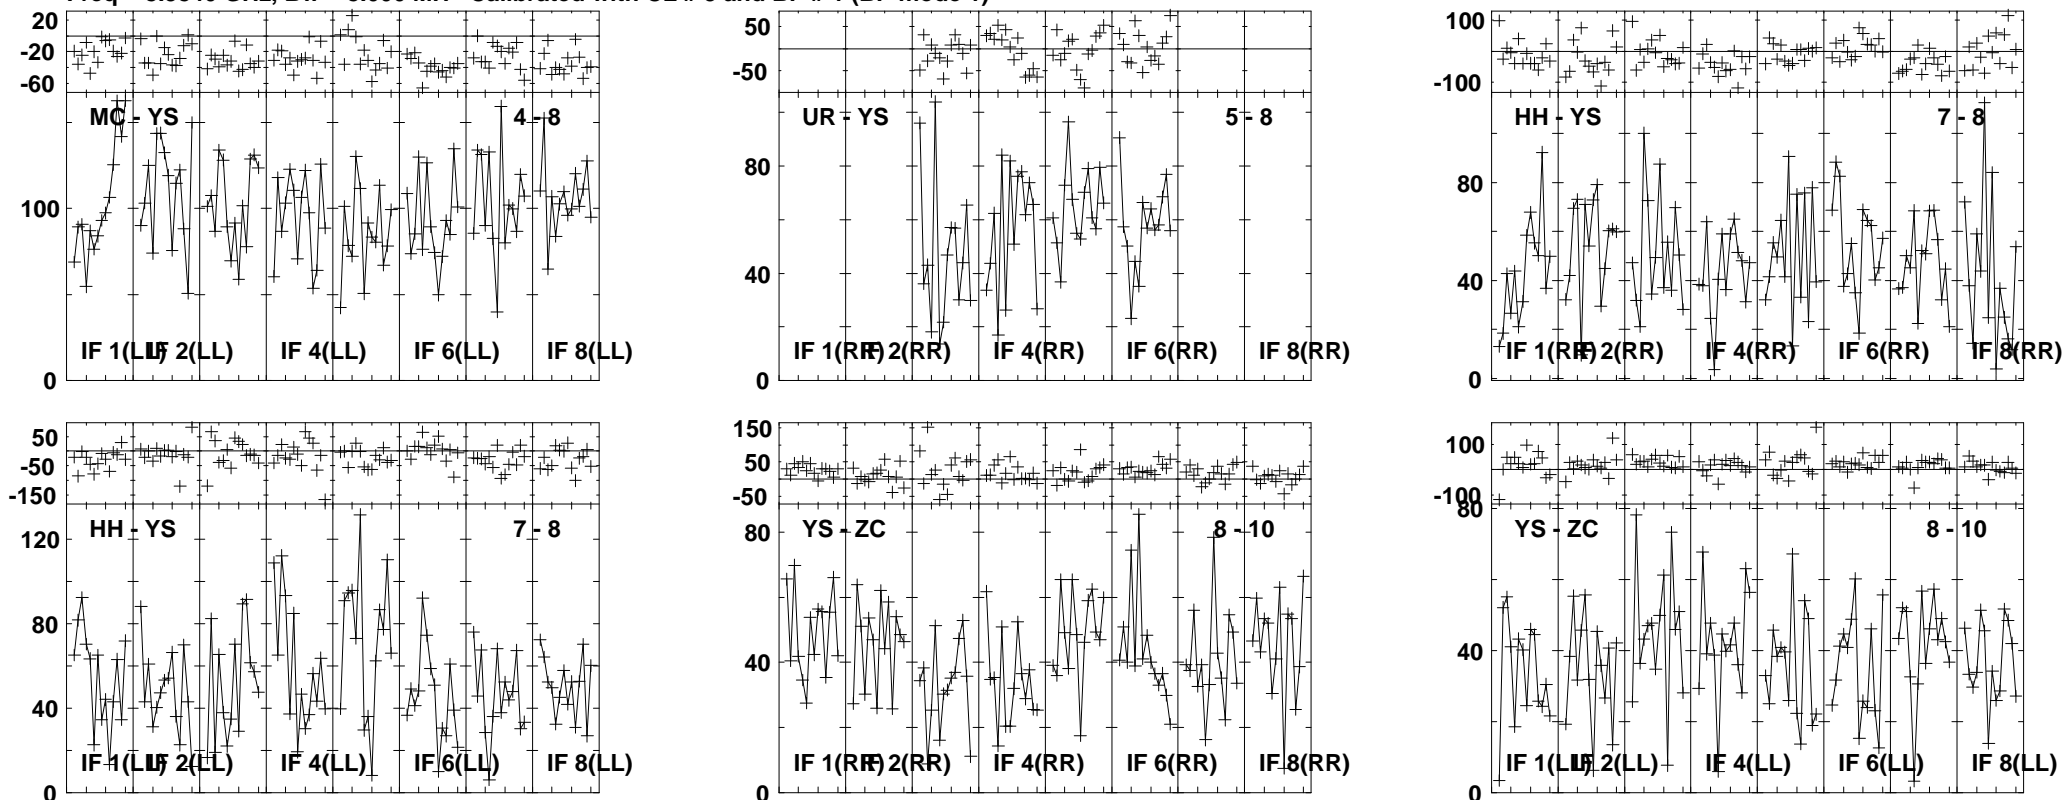 20
-20
-60
MC - YS 4 - 8
100
IF 1(LL) IF 2(LL) IF 4(LL) IF 6(LL) IF 8(LL)
0
50
-50
UR - YS 5 - 8
80
40
IF 1(RR) IF 2(RR) IF 4(RR) IF 6(RR) IF 8(RR)
0
100
-100
HH - YS 7 - 8
80
40
IF 1(RR) IF 2(RR) IF 4(RR) IF 6(RR) IF 8(RR)
0
50
-50
-150
HH - YS 7 - 8
120
80
40
IF 1(LL) IF 2(LL) IF 4(LL) IF 6(LL) IF 8(LL)
0
150
50
-50
YS - ZC 8 - 10
80
40
IF 1(RR) IF 2(RR) IF 4(RR) IF 6(RR) IF 8(RR)
0
100
-100
80
YS - ZC 8 - 10
40
IF 1(LL) IF 2(LL) IF 4(LL) IF 6(LL) IF 8(LL)
0